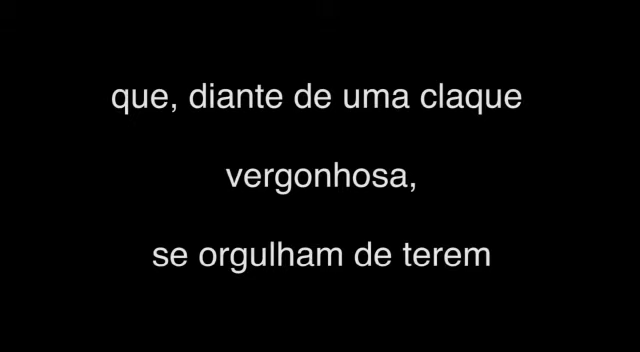 que, diante de uma claque
vergonhosa,
se orgulham de terem